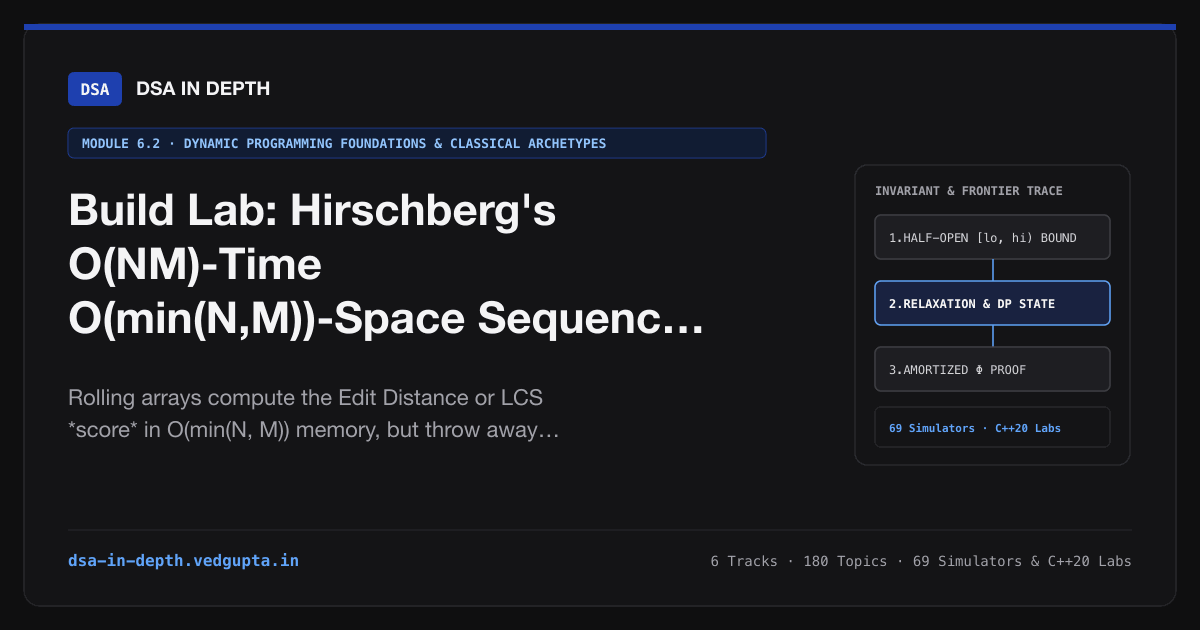 DSA DSA IN DEPTH
MODULE 6.2 · DYNAMIC PROGRAMMING FOUNDATIONS & CLASSICAL ARCHETYPES
Build Lab: Hirschberg's
O(NM)-Time
O(min(N,M))-Space Sequenc…
Rolling arrays compute the Edit Distance or LCS
*score* in O(min(N, M)) memory, but throw away…
INVARIANT & FRONTIER TRACE
1.HALF-OPEN [lo, hi) BOUND
2.RELAXATION & DP STATE
3.AMORTIZED Φ PROOF
69 Simulators · C++20 Labs
dsa-in-depth.vedgupta.in
6 Tracks · 180 Topics · 69 Simulators & C++20 Labs